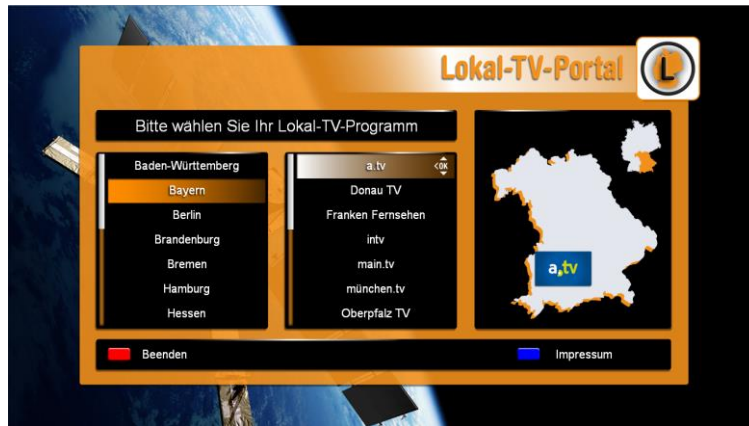 Lokal-TV-Portal
L
Bitte wählen Sie Ihr Lokal-TV-Programm
Baden-Württemberg
Bayern
Berlin
Brandenburg
Bremen
Hamburg
Hessen
a.tv
<OK
Donau TV
Franken Fernsehen
intv
main.tv
münchen.tv
Oberpfalz TV
a.tv
Beenden
Impressum